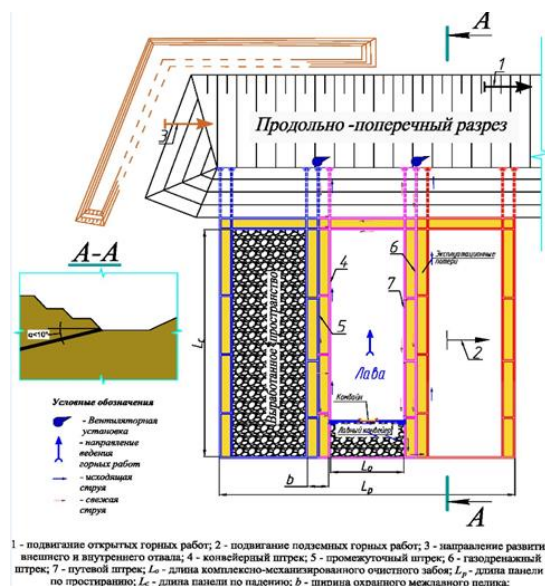 А
1
3
Продольно -поперечный разрез
А-А
α<10°
4
6
Эксплуатационные
потери
5
7
Lс
Выработанное пространство
2
Лава
Комбайн
Лавный конвейер
Условные обозначения
- Вентиляторная
установка
- направление
ведения
горных работ
- исходящая
струя
- свежая
струя
b
Lо
Lр
А
1 - подвигание открытых горных работ; 2 - подвигание подземных горных работ; 3 - направление развити
внешнего и внутреннего отвала; 4 - конвейерный штрек; 5 - промежуточный штрек; 6 - газодренажный
штрек; 7 - путевой штрек; Lо - длина комплексно-механизированного очистного забоя; Lр - длина панели
по простиранию; Lс - длина панели по падению; b - ширина охранного межлавного целика;